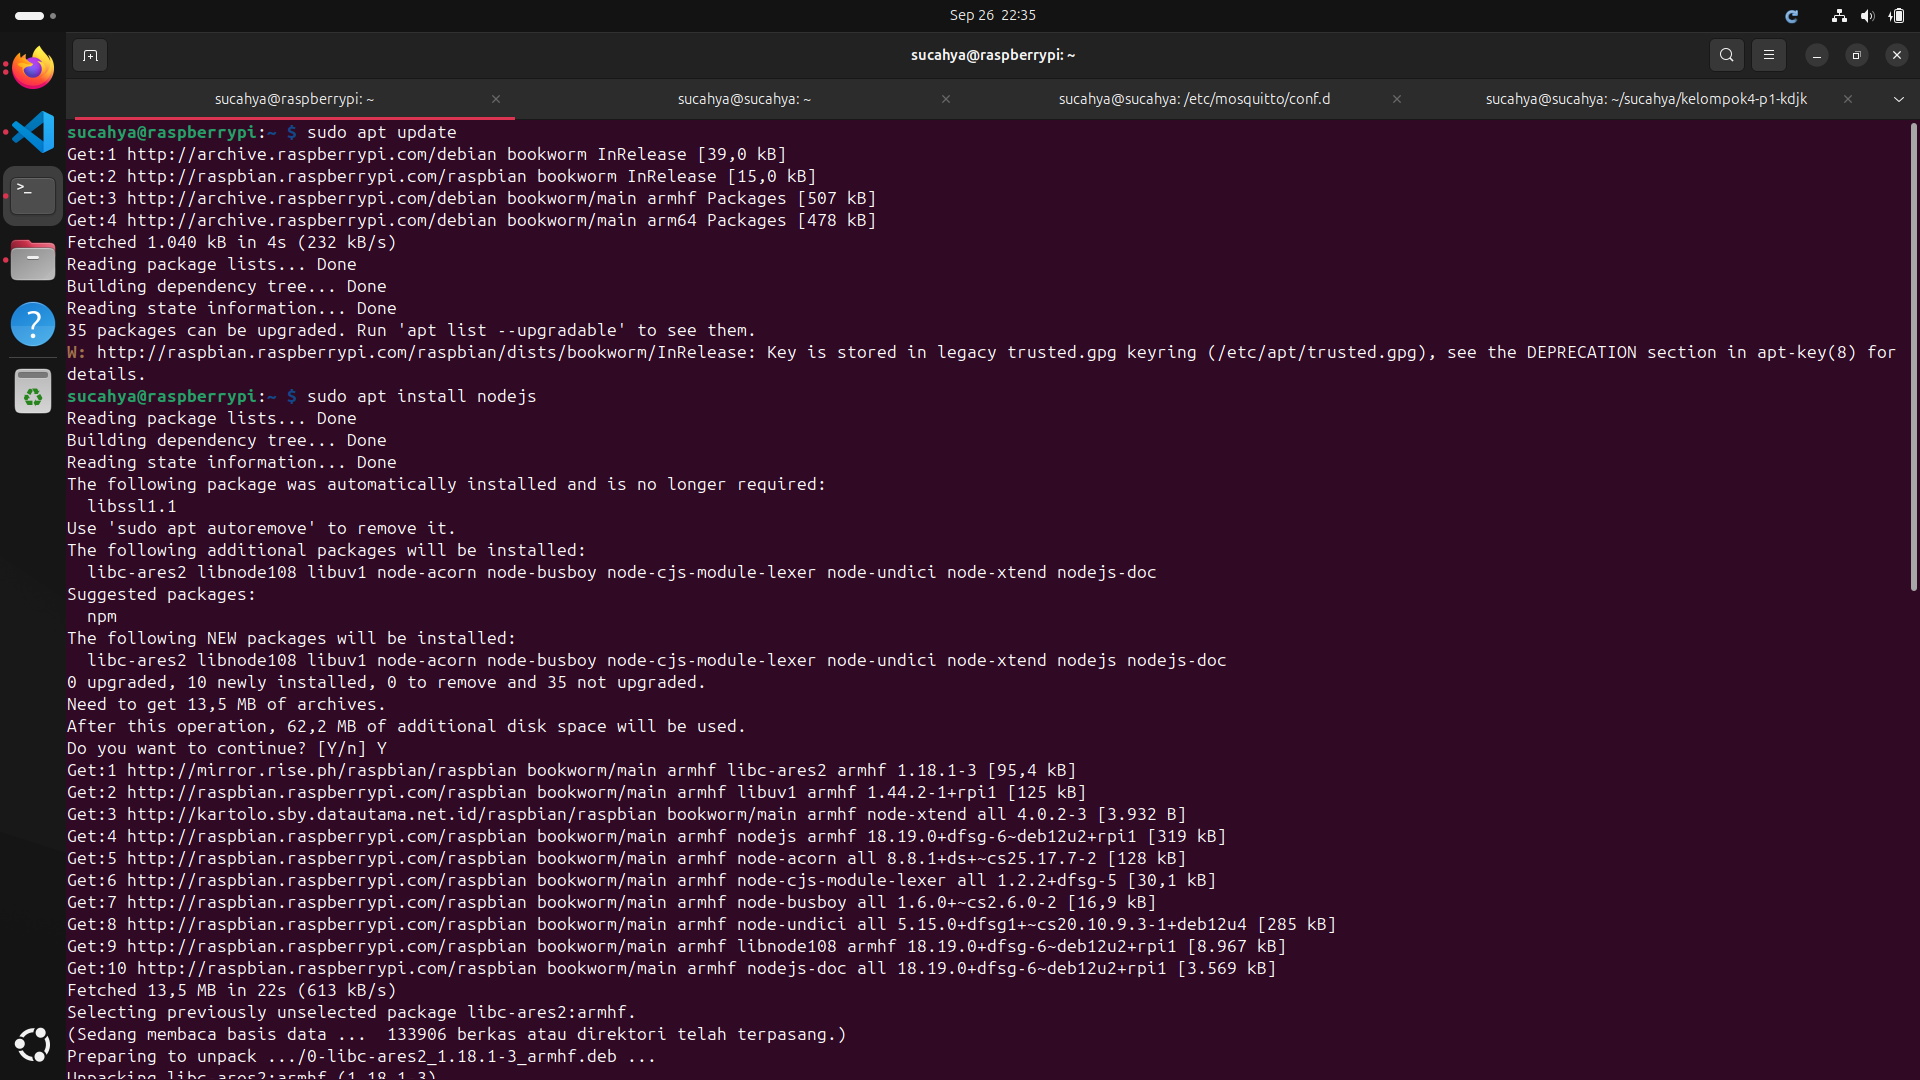 Sep 26 22:35
sucahya@raspberrypi: ~
sucahya@raspberrypi: ~
sucahya@sucahya: ~
sucahya@sucahya: /etc/mosquitto/conf.d
sucahya@sucahya: ~/sucahya/kelompok4-p1-kdjk
sucahya@raspberrypi:~ $ sudo apt update
Get:1 http://archive.raspberrypi.com/debian bookworm InRelease [39,0 kB]
Get:2 http://raspbian.raspberrypi.com/raspbian bookworm InRelease [15,0 kB]
Get:3 http://archive.raspberrypi.com/debian bookworm/main armhf Packages [507 kB]
Get:4 http://archive.raspberrypi.com/debian bookworm/main arm64 Packages [478 kB]
Fetched 1.040 kB in 4s (232 kB/s)
Reading package lists... Done
Building dependency tree... Done
Reading state information... Done
35 packages can be upgraded. Run 'apt list --upgradable' to see them.
W: http://raspbian.raspberrypi.com/raspbian/dists/bookworm/InRelease: Key is stored in legacy trusted.gpg keyring (/etc/apt/trusted.gpg), see the DEPRECATION section in apt-key(8) for
details.
sucahya@raspberrypi:~ $ sudo apt install nodejs
Reading package lists... Done
Building dependency tree... Done
Reading state information... Done
The following package was automatically installed and is no longer required:
  libssl1.1
Use 'sudo apt autoremove' to remove it.
The following additional packages will be installed:
  libc-ares2 libnode108 libuv1 node-acorn node-busboy node-cjs-module-lexer node-undici node-xtend nodejs-doc
Suggested packages:
  npm
The following NEW packages will be installed:
  libc-ares2 libnode108 libuv1 node-acorn node-busboy node-cjs-module-lexer node-undici node-xtend nodejs nodejs-doc
0 upgraded, 10 newly installed, 0 to remove and 35 not upgraded.
Need to get 13,5 MB of archives.
After this operation, 62,2 MB of additional disk space will be used.
Do you want to continue? [Y/n] Y
Get:1 http://mirror.rise.ph/raspbian/raspbian bookworm/main armhf libc-ares2 armhf 1.18.1-3 [95,4 kB]
Get:2 http://raspbian.raspberrypi.com/raspbian bookworm/main armhf libuv1 armhf 1.44.2-1+rpi1 [125 kB]
Get:3 http://kartolo.sby.datautama.net.id/raspbian/raspbian bookworm/main armhf node-xtend all 4.0.2-3 [3.932 B]
Get:4 http://raspbian.raspberrypi.com/raspbian bookworm/main armhf nodejs armhf 18.19.0+dfsg-6~deb12u2+rpi1 [319 kB]
Get:5 http://raspbian.raspberrypi.com/raspbian bookworm/main armhf node-acorn all 8.8.1+ds+~cs25.17.7-2 [128 kB]
Get:6 http://raspbian.raspberrypi.com/raspbian bookworm/main armhf node-cjs-module-lexer all 1.2.2+dfsg-5 [30,1 kB]
Get:7 http://raspbian.raspberrypi.com/raspbian bookworm/main armhf node-busboy all 1.6.0+~cs2.6.0-2 [16,9 kB]
Get:8 http://raspbian.raspberrypi.com/raspbian bookworm/main armhf node-undici all 5.15.0+dfsg1+~cs20.10.9.3-1+deb12u4 [285 kB]
Get:9 http://raspbian.raspberrypi.com/raspbian bookworm/main armhf libnode108 armhf 18.19.0+dfsg-6~deb12u2+rpi1 [8.967 kB]
Get:10 http://raspbian.raspberrypi.com/raspbian bookworm/main armhf nodejs-doc all 18.19.0+dfsg-6~deb12u2+rpi1 [3.569 kB]
Fetched 13,5 MB in 22s (613 kB/s)
Selecting previously unselected package libc-ares2:armhf.
(Sedang membaca basis data ...  133906 berkas atau direktori telah terpasang.)
Preparing to unpack .../0-libc-ares2_1.18.1-3_armhf.deb ...
Unpacking libc-ares2:armhf (1.18.1-3)